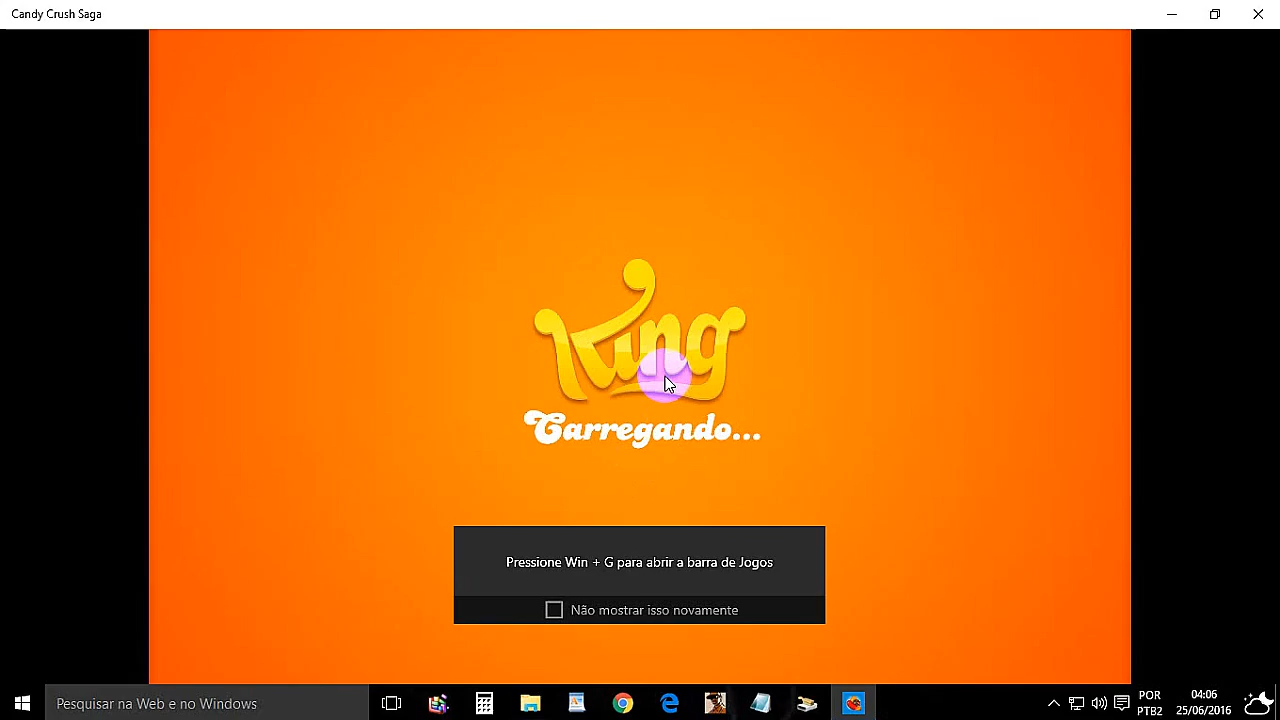 Candy Crush Saga
King
Carregando...
Pressione Win + G para abrir a barra de Jogos
Não mostrar isso novamente
Pesquisar na Web e no Windows
POR
PTB2
04:06
25/06/2016